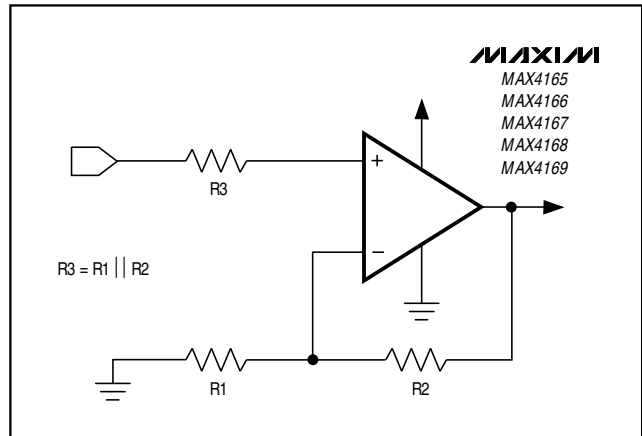 MAXIM
MAX4165
MAX4166
MAX4167
MAX4168
MAX4169
+
R3
−
R3 = R1 || R2
R1
R2